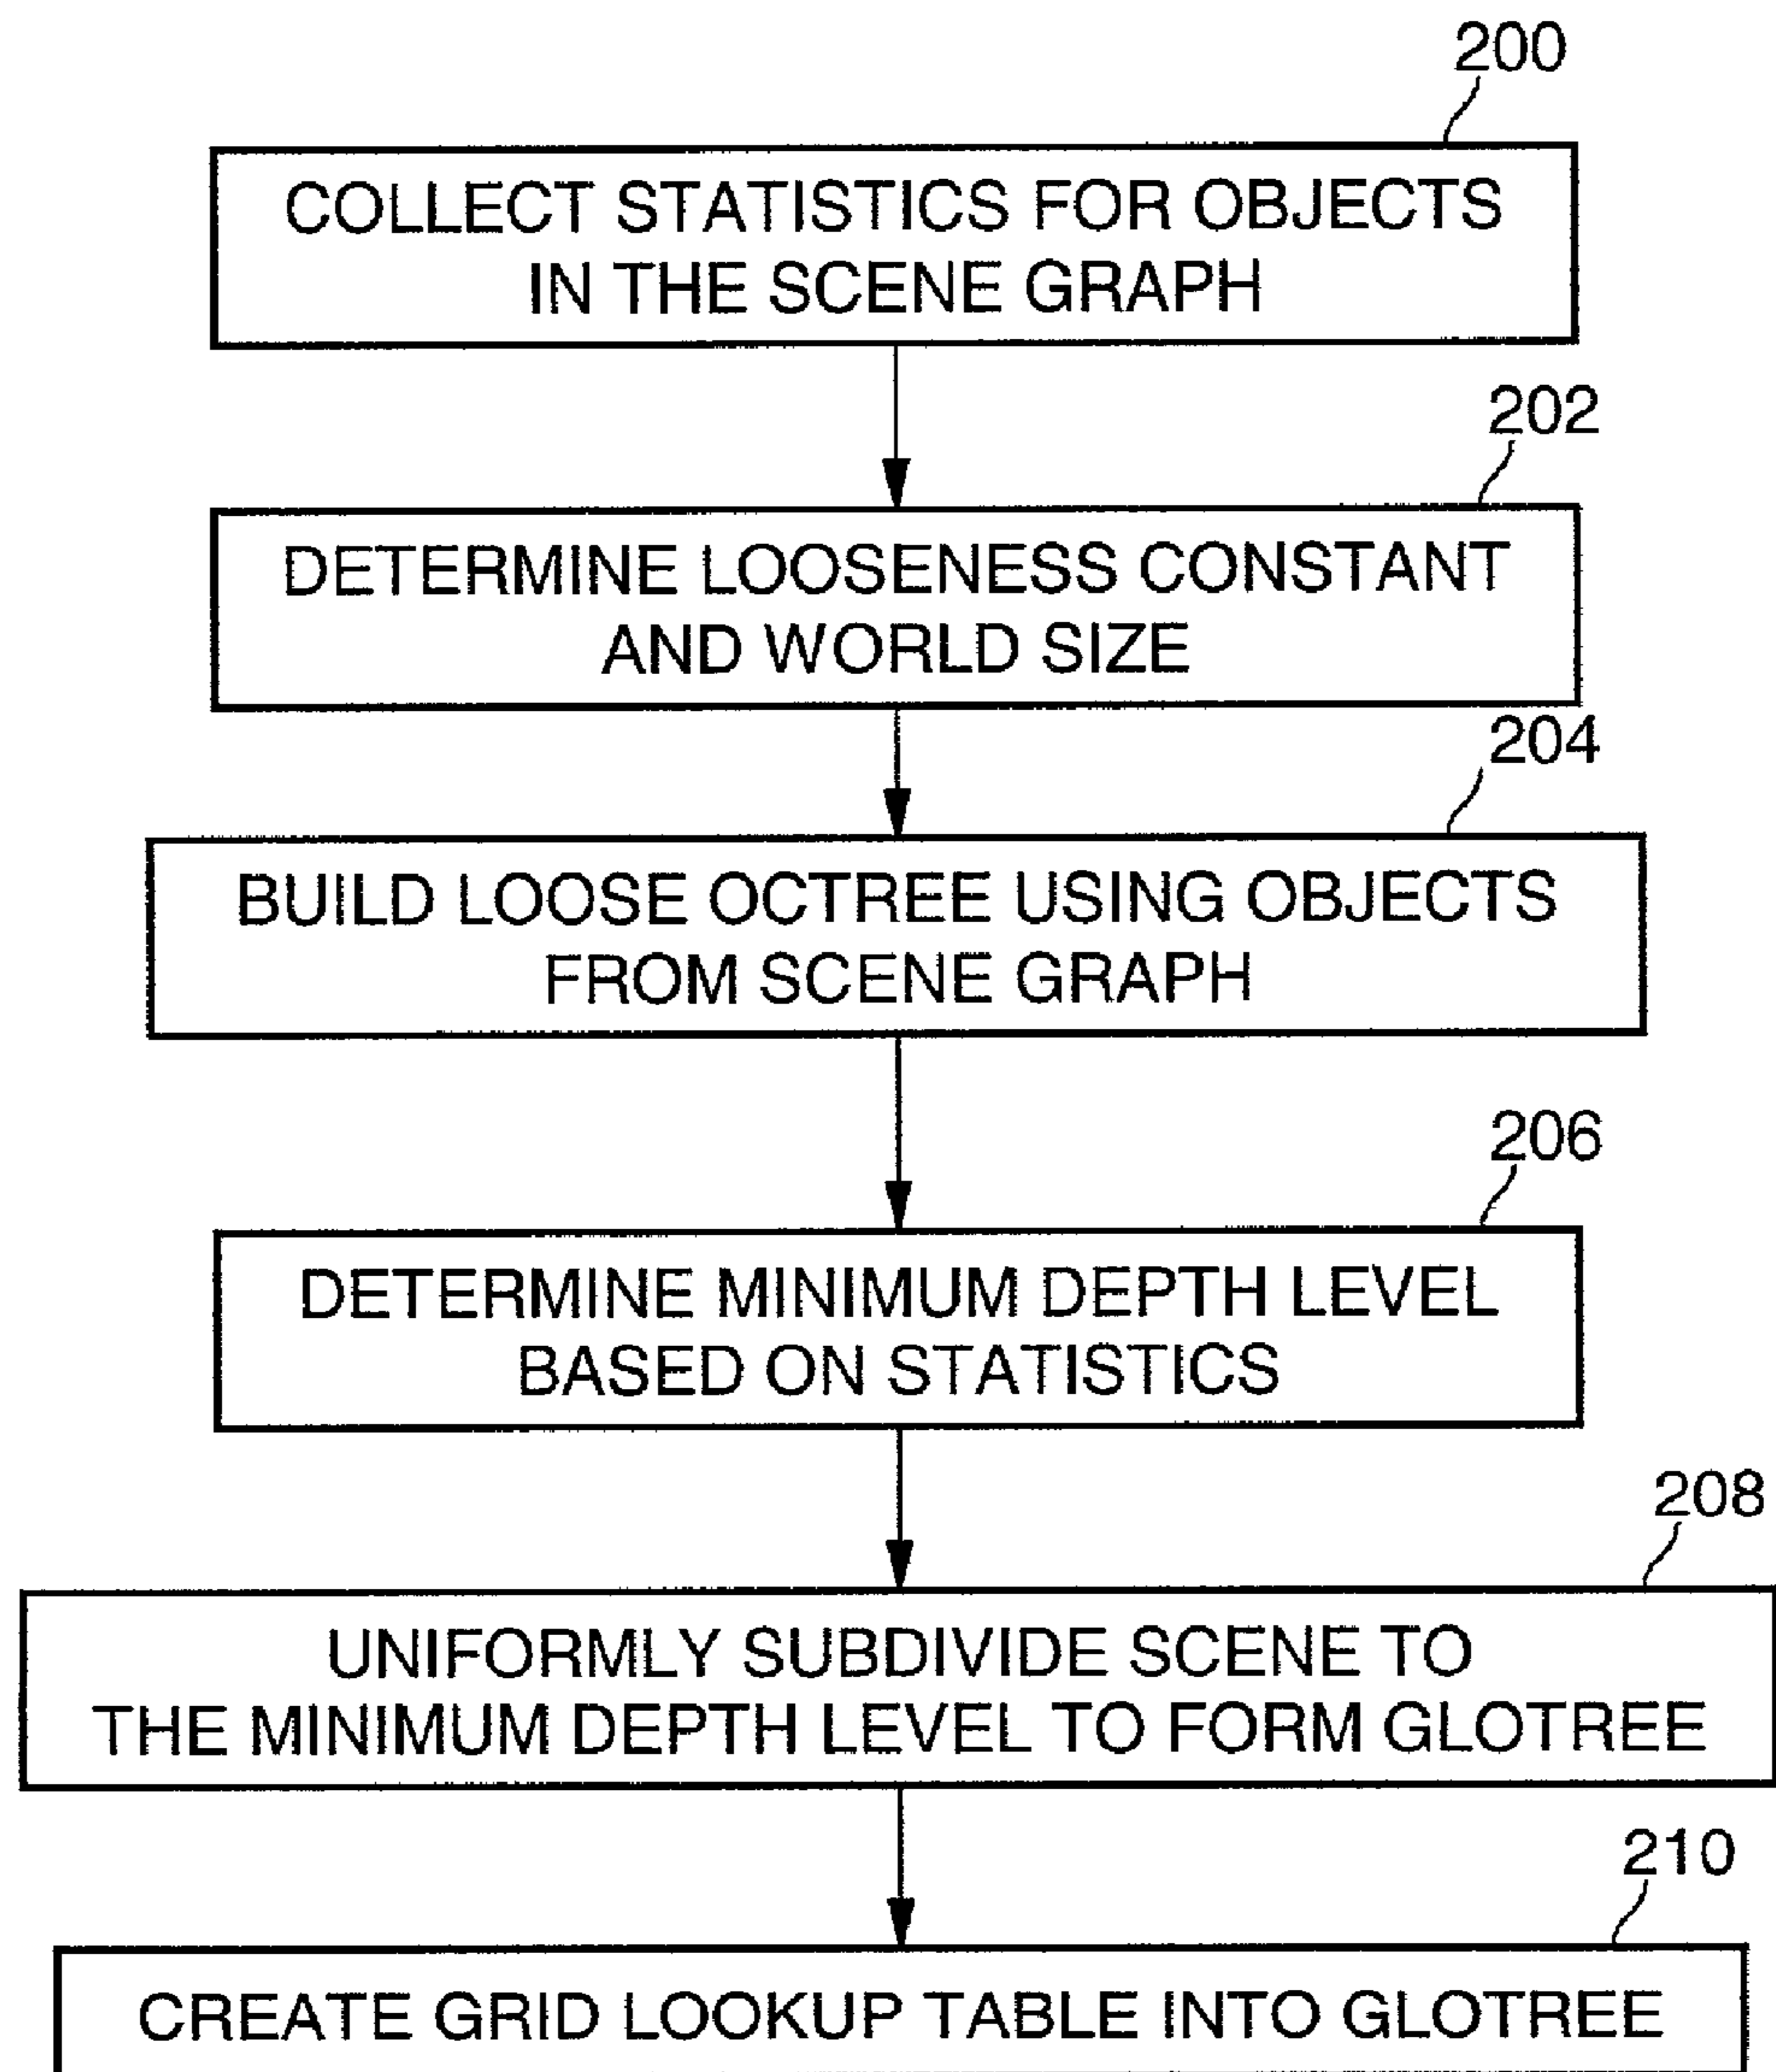 200
COLLECT STATISTICS FOR OBJECTS
IN THE SCENE GRAPH
202
DETERMINE LOOSENESS CONSTANT
AND WORLD SIZE
204
BUILD LOOSE OCTREE USING OBJECTS
FROM SCENE GRAPH
206
DETERMINE MINIMUM DEPTH LEVEL
BASED ON STATISTICS
208
UNIFORMLY SUBDIVIDE SCENE TO
THE MINIMUM DEPTH LEVEL TO FORM GLOTREE
210
CREATE GRID LOOKUP TABLE INTO GLOTREE